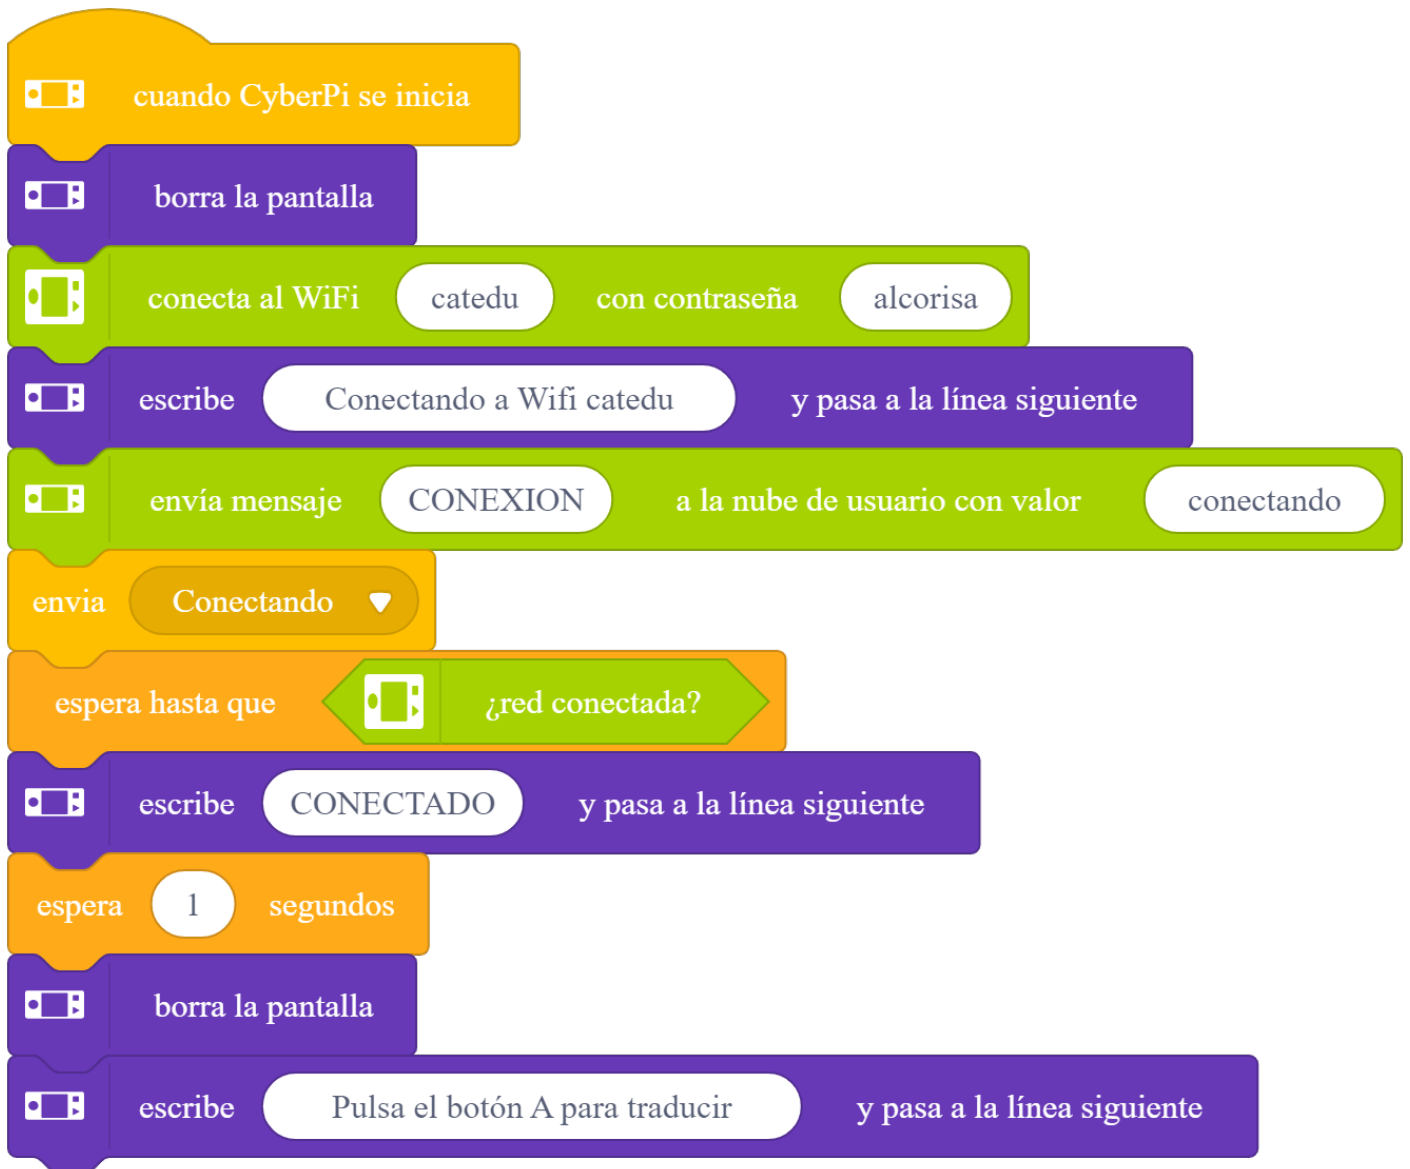 cuando CyberPi se inicia
borra la pantalla
conecta al WiFi catedu con contraseña alcorisa
escribe Conectando a Wifi catedu y pasa a la línea siguiente
envía mensaje CONEXION a la nube de usuario con valor conectando
envia Conectando
espera hasta que ¿red conectada?
escribe CONECTADO y pasa a la línea siguiente
espera 1 segundos
borra la pantalla
escribe Pulsa el botón A para traducir y pasa a la línea siguiente